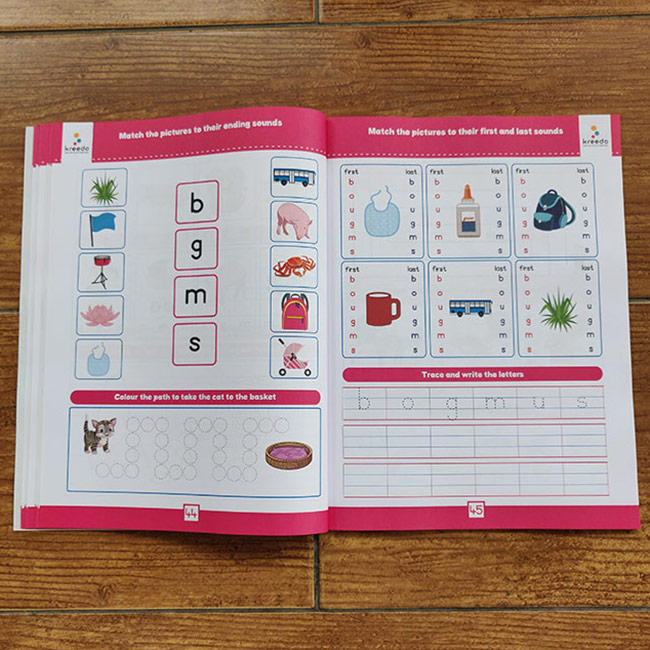 kreedo
Match the pictures to their ending sounds
b
g
m
s
Colour the path to take the cat to the basket
44
Match the pictures to their first and last sounds
kreedo
first last first last first last
b b b b b b
o o o o o o
u u u u u u
g g g g g g
m m m m m m
s s s s s s
first last first last first last
b b b b b b
o o o o o o
u u u u u u
g g g g g g
m m m m m m
s s s s s s
Trace and write the letters
b o g m u s
45